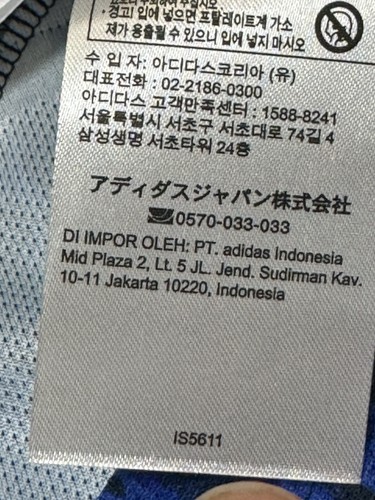 · 경고! 입에 넣으면 프탈레이트계 가소
제가 용출될 수 있으니 입에 넣지 마시오
수 입 자: 아디다스코리아 (유)
대표전화 : 02-2186-0300
아디다스 고객만족센터 : 1588-8241
서울특별시 서초구 서초대로 74길 4
삼성생명 서초타워 24층
アディダスジャパン株式会社
0570-033-033
DI IMPOR OLEH: PT. adidas Indonesia
Mid Plaza 2, Lt. 5 JL. Jend. Sudirman Kav.
10-11 Jakarta 10220, Indonesia
IS5611